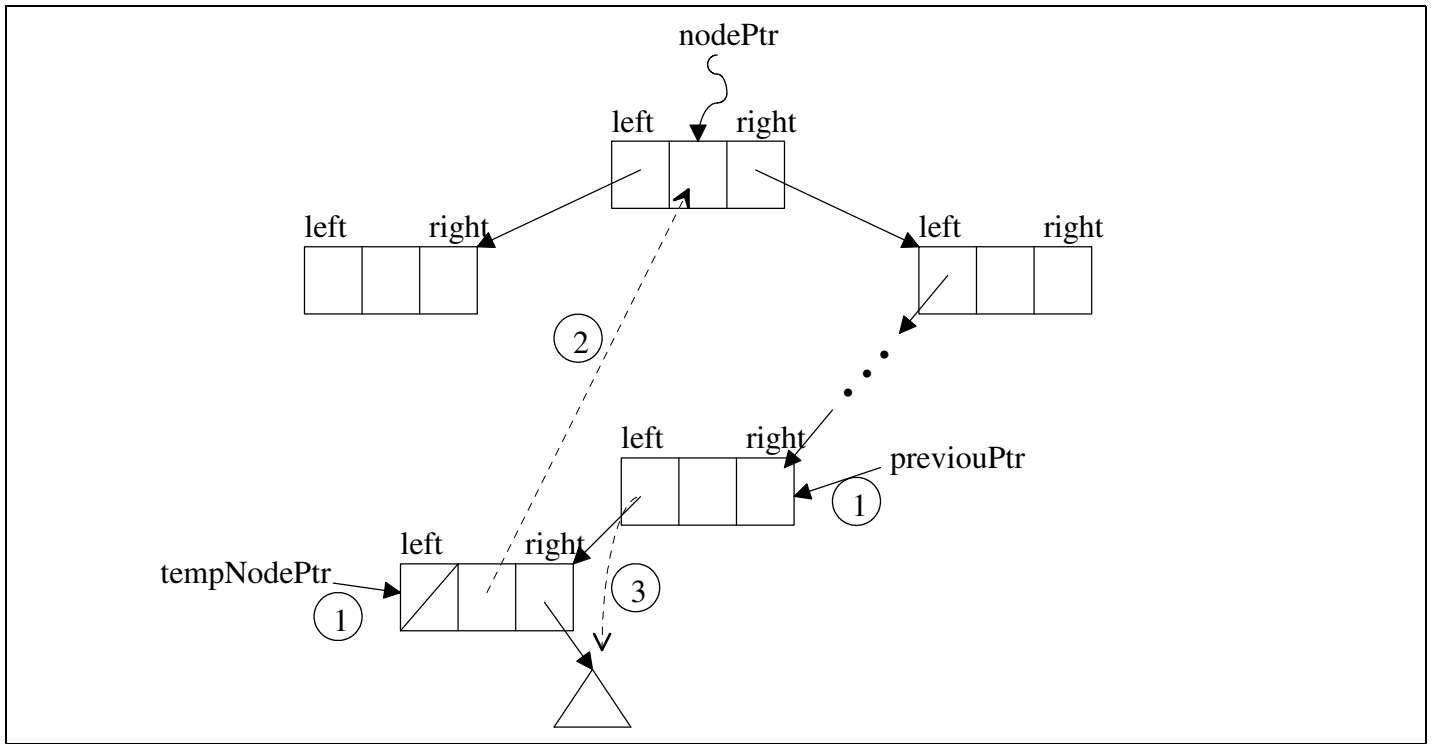 nodePtr
left right
left right
left right
2
left right
previouPtr
1
left right
tempNodePtr
3
1